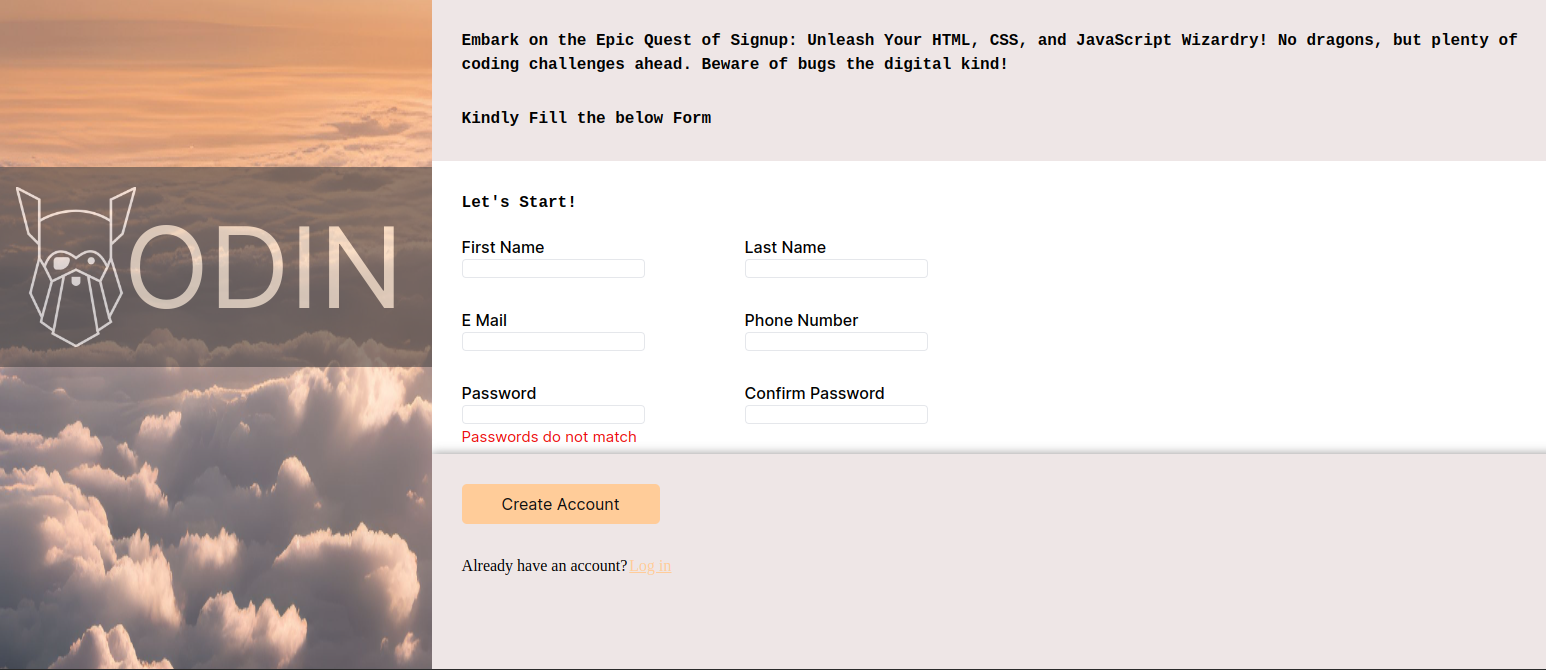 ODIN
Embark on the Epic Quest of Signup: Unleash Your HTML, CSS, and JavaScript Wizardry! No dragons, but plenty of
coding challenges ahead. Beware of bugs the digital kind!
Kindly Fill the below Form
Let's Start!
First Name
Last Name
E Mail
Phone Number
Password
Confirm Password
Passwords do not match
Create Account
Already have an account? Log in